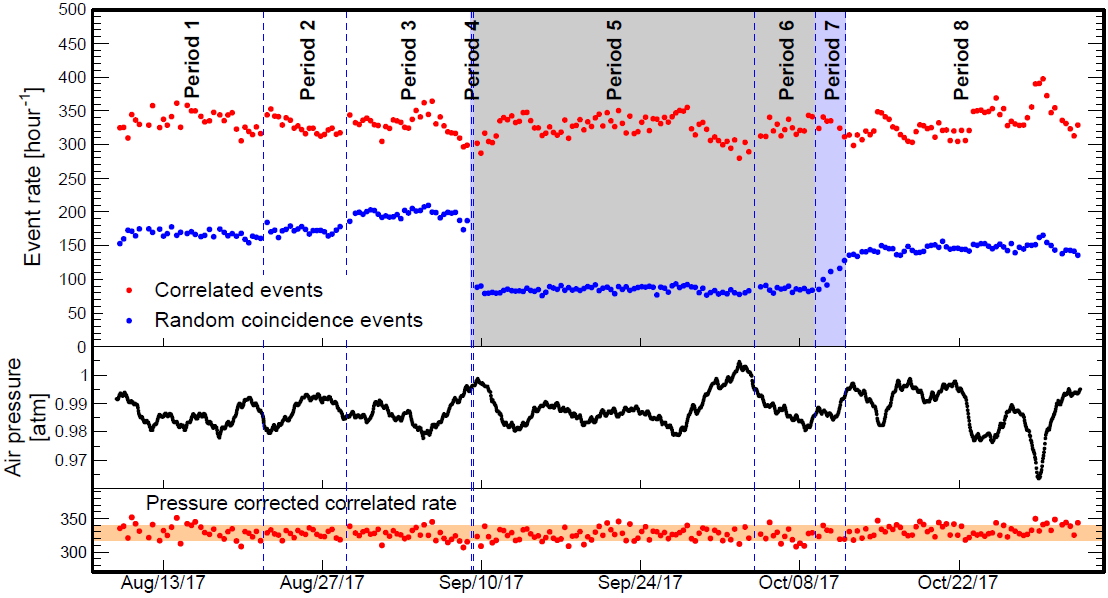 500
450
400
350
300
250
200
150
100
50
0
Event rate [hour-1]
Period 1
Period 2
Period 3
Period 4
Period 5
Period 6
Period 7
Period 8
Correlated events
Random coincidence events
Air pressure
[atm]
1
0.99
0.98
0.97
Pressure corrected correlated rate
350
300
Aug/13/17 Aug/27/17 Sep/10/17 Sep/24/17 Oct/08/17 Oct/22/17